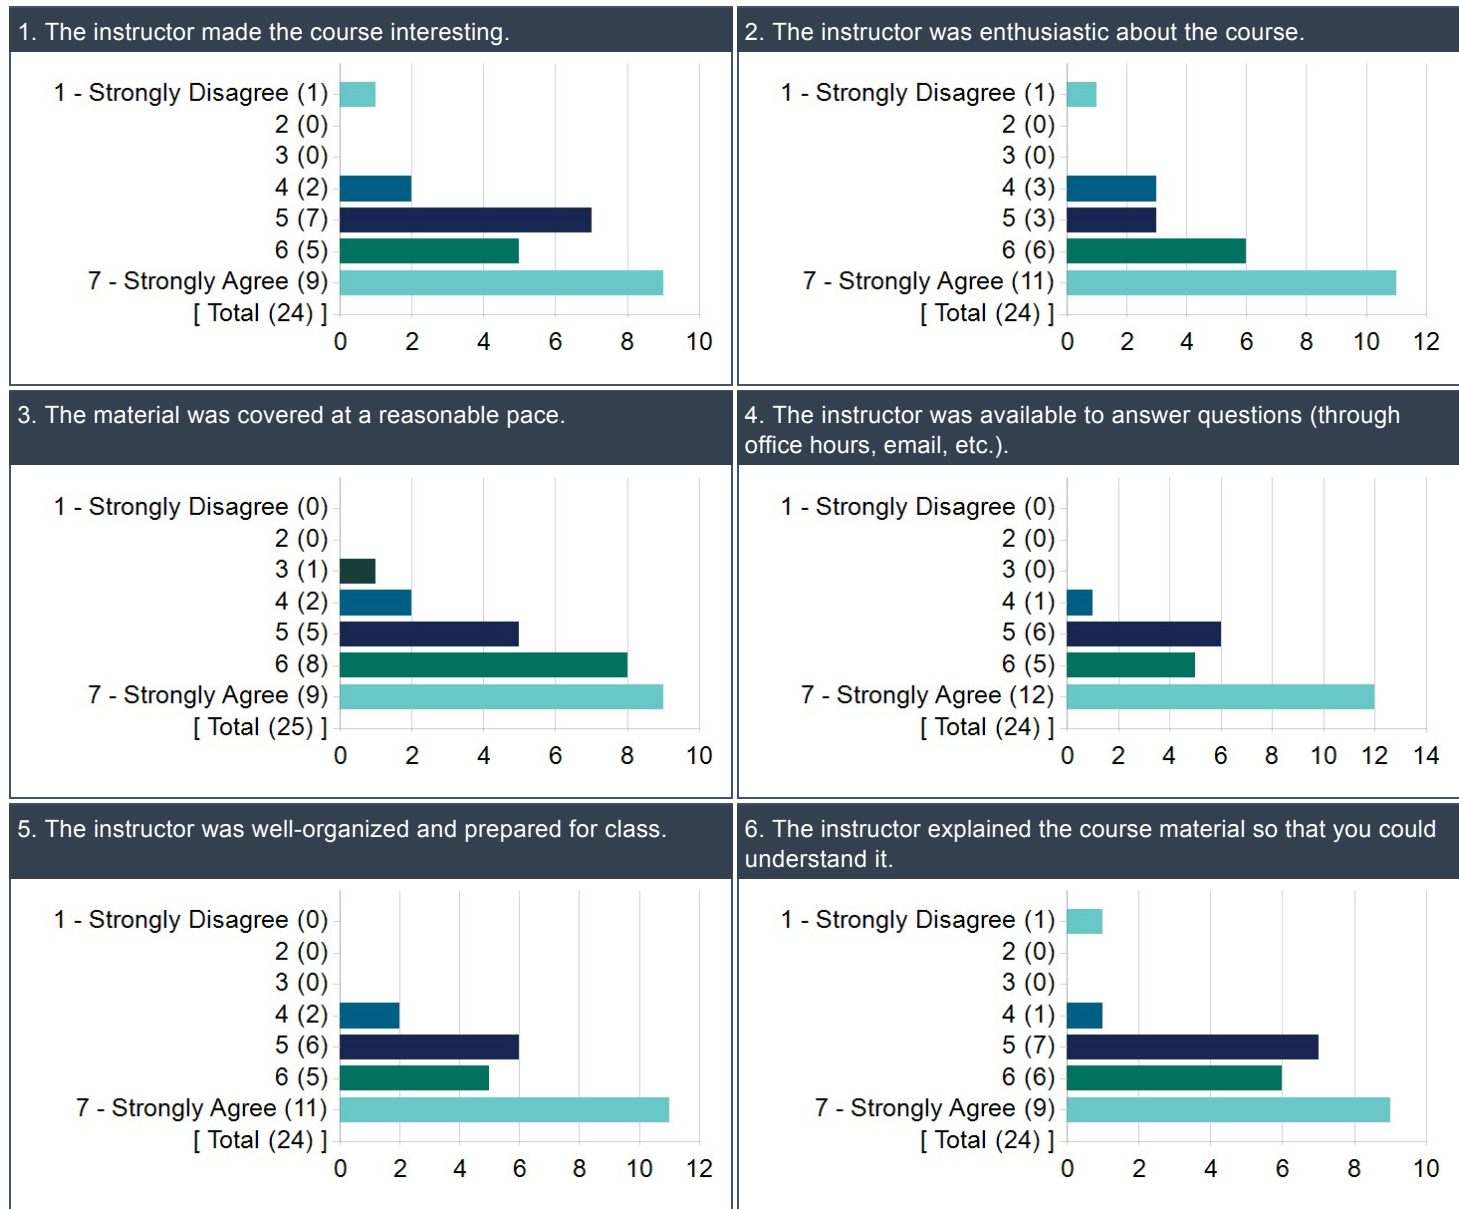 1. The instructor made the course interesting.
1 - Strongly Disagree (1)
2 (0)
3 (0)
4 (2)
5 (7)
6 (5)
7 - Strongly Agree (9)
[ Total (24) ]
0 2 4 6 8 10
2. The instructor was enthusiastic about the course.
1 - Strongly Disagree (1)
2 (0)
3 (0)
4 (3)
5 (3)
6 (6)
7 - Strongly Agree (11)
[ Total (24) ]
0 2 4 6 8 10 12
3. The material was covered at a reasonable pace.
1 - Strongly Disagree (0)
2 (0)
3 (1)
4 (2)
5 (5)
6 (8)
7 - Strongly Agree (9)
[ Total (25) ]
0 2 4 6 8 10
4. The instructor was available to answer questions (through
office hours, email, etc.).
1 - Strongly Disagree (0)
2 (0)
3 (0)
4 (1)
5 (6)
6 (5)
7 - Strongly Agree (12)
[ Total (24) ]
0 2 4 6 8 10 12 14
5. The instructor was well-organized and prepared for class.
1 - Strongly Disagree (0)
2 (0)
3 (0)
4 (2)
5 (6)
6 (5)
7 - Strongly Agree (11)
[ Total (24) ]
0 2 4 6 8 10 12
6. The instructor explained the course material so that you could
understand it.
1 - Strongly Disagree (1)
2 (0)
3 (0)
4 (1)
5 (7)
6 (6)
7 - Strongly Agree (9)
[ Total (24) ]
0 2 4 6 8 10